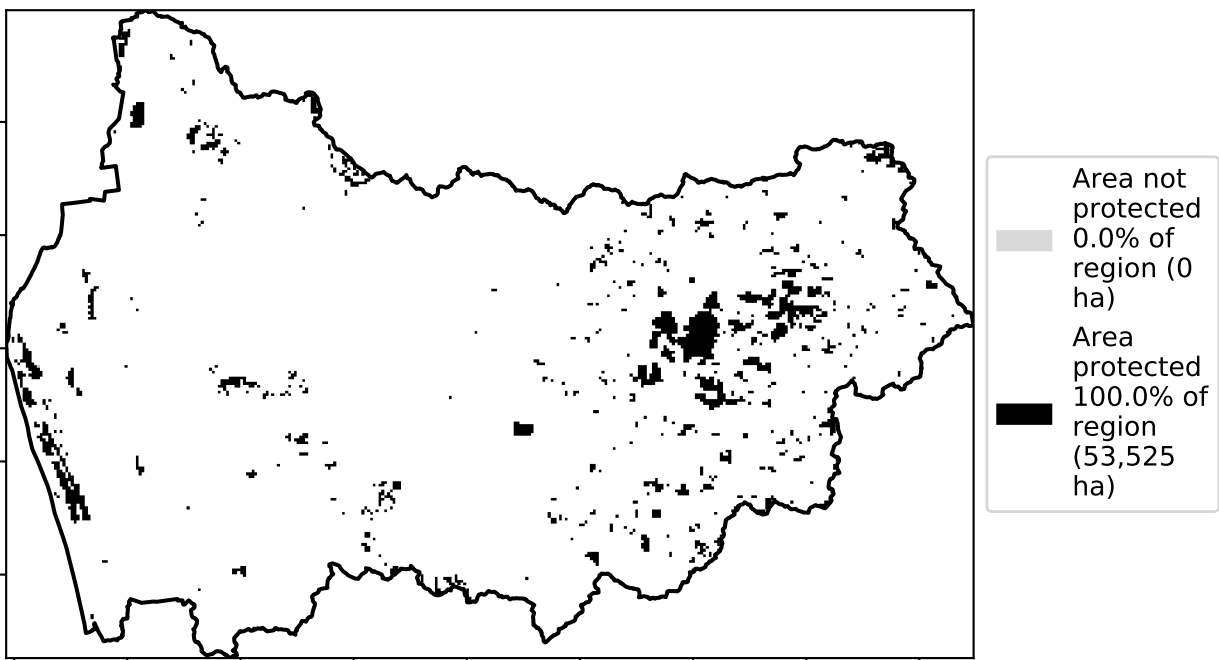 Area not
protected
0.0% of
region (0
ha)
Area
protected
100.0% of
region
(53,525
ha)